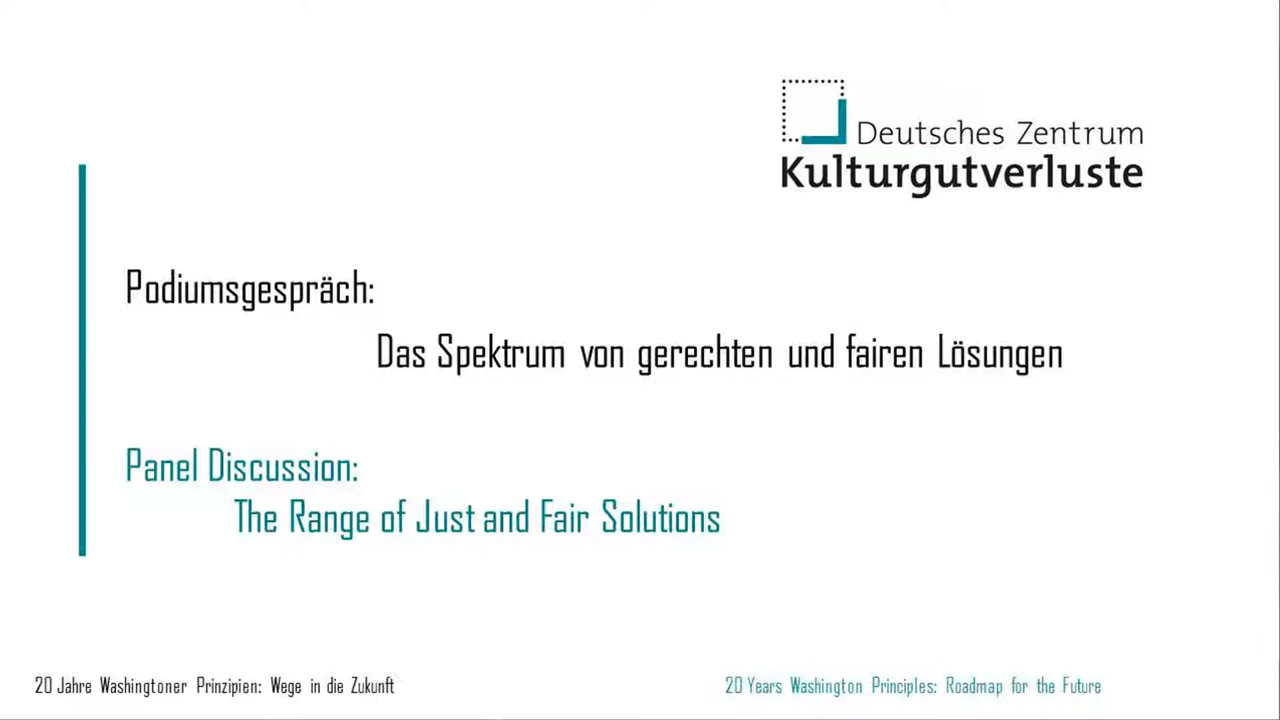 Deutsches Zentrum
Kulturgutverluste
Podiumsgespräch:
Das Spektrum von gerechten und fairen Lösungen
Panel Discussion:
The Range of Just and Fair Solutions
20 Jahre Washingtoner Prinzipien: Wege in die Zukunft
20 Years Washington Principles: Roadmap for the Future